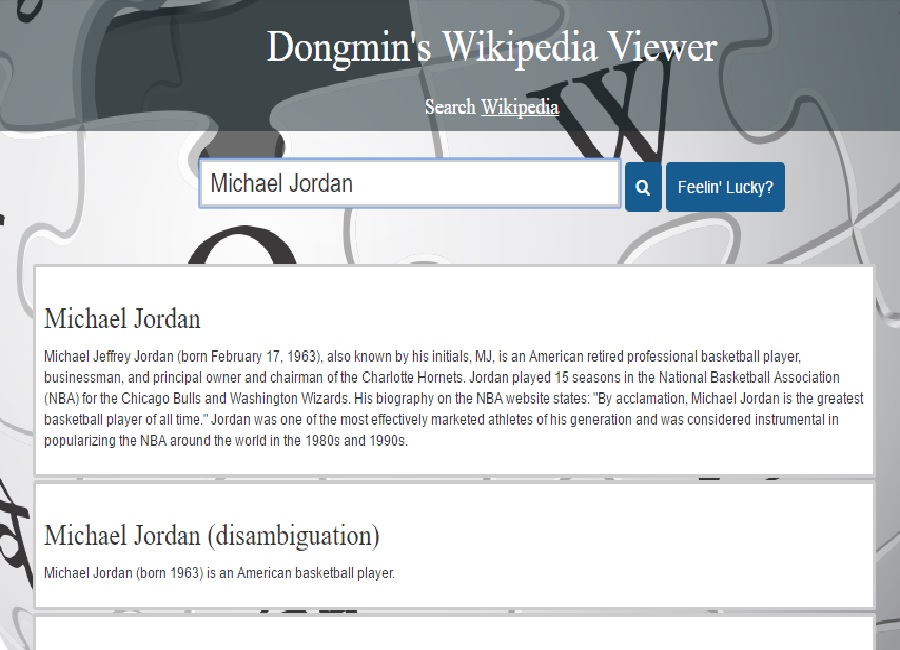 Dongmin's Wikipedia Viewer
Search Wikipedia
Michael Jordan
Feelin' Lucky?
Michael Jordan
Michael Jeffrey Jordan (born February 17, 1963), also known by his initials, MJ, is an American retired professional basketball player,
businessman, and principal owner and chairman of the Charlotte Hornets. Jordan played 15 seasons in the National Basketball Association
(NBA) for the Chicago Bulls and Washington Wizards. His biography on the NBA website states: "By acclamation, Michael Jordan is the greatest
basketball player of all time." Jordan was one of the most effectively marketed athletes of his generation and was considered instrumental in
popularizing the NBA around the world in the 1980s and 1990s.
Michael Jordan (disambiguation)
Michael Jordan (born 1963) is an American basketball player.